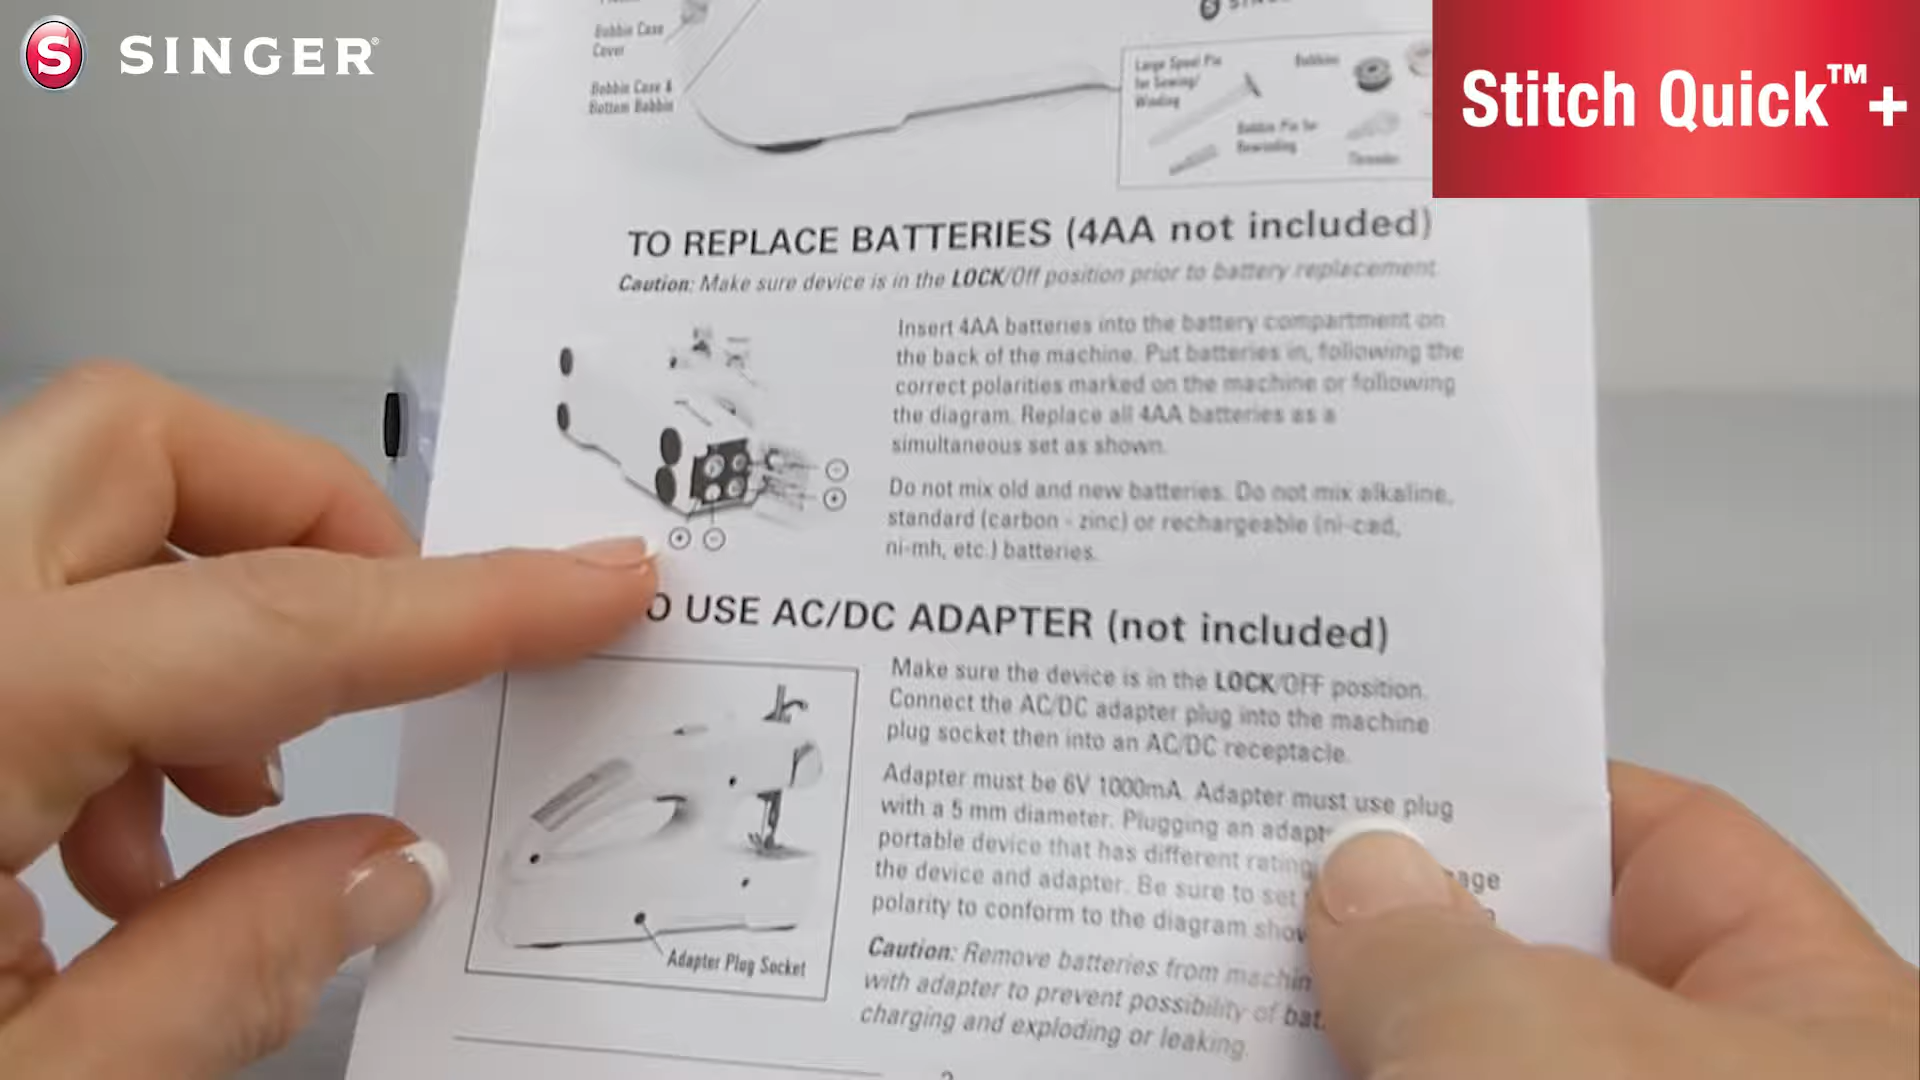 SINGER®
Stitch Quick™+
Bobbin Case
Cover
Bobbin Case &
Bottom Bobbin
Large Spool Pin
for Sewing/
Winding
Bobbins
Bobbin Pin for
Rewinding
Threader
TO REPLACE BATTERIES (4AA not included)
Caution: Make sure device is in the LOCK/Off position prior to battery replacement.
Insert 4AA batteries into the battery compartment on
the back of the machine. Put batteries in, following the
correct polarities marked on the machine or following
the diagram. Replace all 4AA batteries as a
simultaneous set as shown.
Do not mix old and new batteries. Do not mix alkaline,
standard (carbon - zinc) or rechargeable (ni-cad,
ni-mh, etc.) batteries.
O USE AC/DC ADAPTER (not included)
Make sure the device is in the LOCK/OFF position.
Connect the AC/DC adapter plug into the machine
plug socket then into an AC/DC receptacle.
Adapter must be 6V 1000mA. Adapter must use plug
with a 5 mm diameter. Plugging an adapt
portable device that has different rating age
the device and adapter. Be sure to set
polarity to conform to the diagram show
Caution: Remove batteries from machin
with adapter to prevent possibility of bat
charging and exploding or leaking.
Adapter Plug Socket